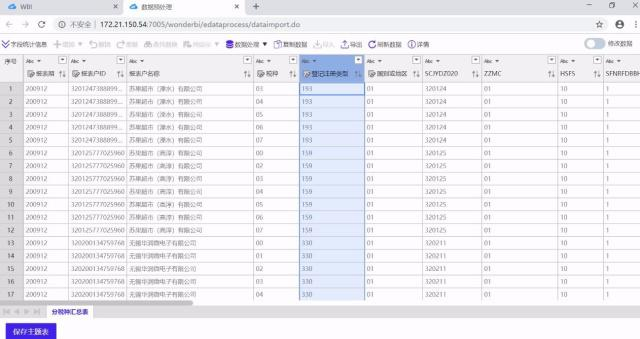 WBI
数据预处理
不安全 | 172.21.150.54:7005/wonderbi/edataprocess/dataimport.do
字段统计信息 增加 撤销 重做 查找替换 数据处理 复制数据 导入 导出 刷新数据 详情 修改数据
序号 Abc 报表期 Abc 报表户ID Abc 报表户名称 Abc 税种 Abc 登记注册类型 Abc 国别或地区 Abc SCJYDZ020 Abc ZZMC Abc HSFS Abc SFNRFDBBH
1 200912 3201247388899... 苏果超市（溧水）有限公司 03 193 01 320124 01 10 1
2 200912 3201247388899... 苏果超市（溧水）有限公司 04 193 01 320124 01 10 1
3 200912 3201247388899... 苏果超市（溧水）有限公司 05 193 01 320124 01 10 1
4 200912 3201247388899... 苏果超市（溧水）有限公司 06 193 01 320124 01 10 1
5 200912 3201247388899... 苏果超市（溧水）有限公司 07 193 01 320124 01 10 1
6 200912 320125777025960 苏果超市（高淳）有限公司 00 159 01 320125 01 10 1
7 200912 320125777025960 苏果超市（高淳）有限公司 02 159 01 320125 01 10 1
8 200912 320125777025960 苏果超市（高淳）有限公司 03 159 01 320125 01 10 1
9 200912 320125777025960 苏果超市（高淳）有限公司 04 159 01 320125 01 10 1
10 200912 320125777025960 苏果超市（高淳）有限公司 05 159 01 320125 01 10 1
11 200912 320125777025960 苏果超市（高淳）有限公司 06 159 01 320125 01 10 1
12 200912 320125777025960 苏果超市（高淳）有限公司 07 159 01 320125 01 10 1
13 200912 320200134759768 无锡华润微电子有限公司 00 330 01 320211 01 10 1
14 200912 320200134759768 无锡华润微电子有限公司 01 330 01 320211 01 10 1
15 200912 320200134759768 无锡华润微电子有限公司 02 330 01 320211 01 10 1
16 200912 320200134759768 无锡华润微电子有限公司 03 330 01 320211 01 10 1
17 200912 320200134759768 无锡华润微电子有限公司 04 330 01 320211 01 10 1
分税种汇总表
保存主题表